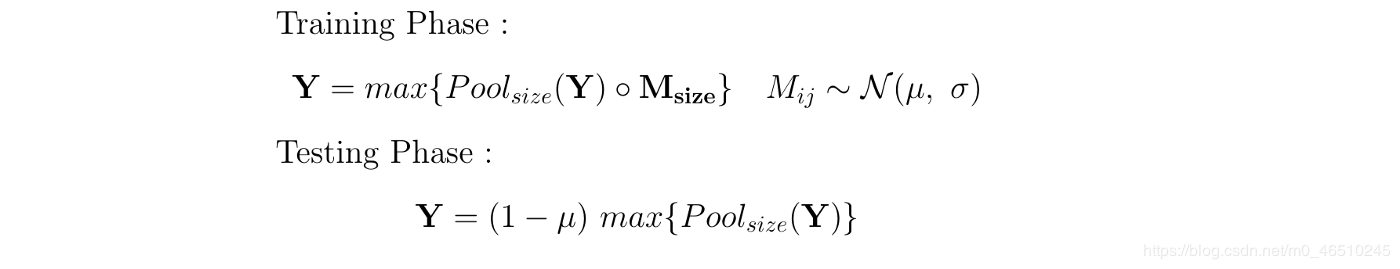 Training Phase :
Y = max{Pool_size(Y) ∘ M_size} M_ij ∼ N(μ, σ)
Testing Phase :
Y = (1 − μ) max{Pool_size(Y)}
https://blog.csdn.net/m0_46510245